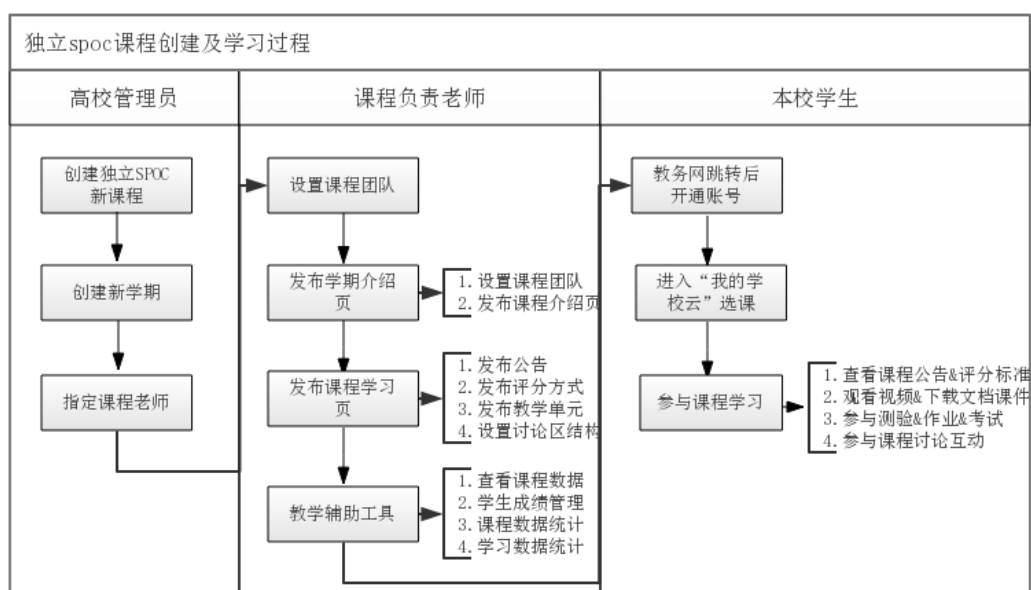 独立spoc课程创建及学习过程
高校管理员
课程负责老师
本校学生
创建独立SPOC
新课程
创建新学期
指定课程老师
设置课程团队
发布学期介绍
页
1. 设置课程团队
2. 发布课程介绍页
发布课程学习
页
1. 发布公告
2. 发布评分方式
3. 发布教学单元
4. 设置讨论区结构
教学辅助工具
1. 查看课程数据
2. 学生成绩管理
3. 课程数据统计
4. 学习数据统计
教务网跳转后
开通账号
进入“我的学
校云”选课
参与课程学习
1. 查看课程公告&评分标准
2. 观看视频&下载文档课件
3. 参与测验&作业&考试
4. 参与课程讨论互动